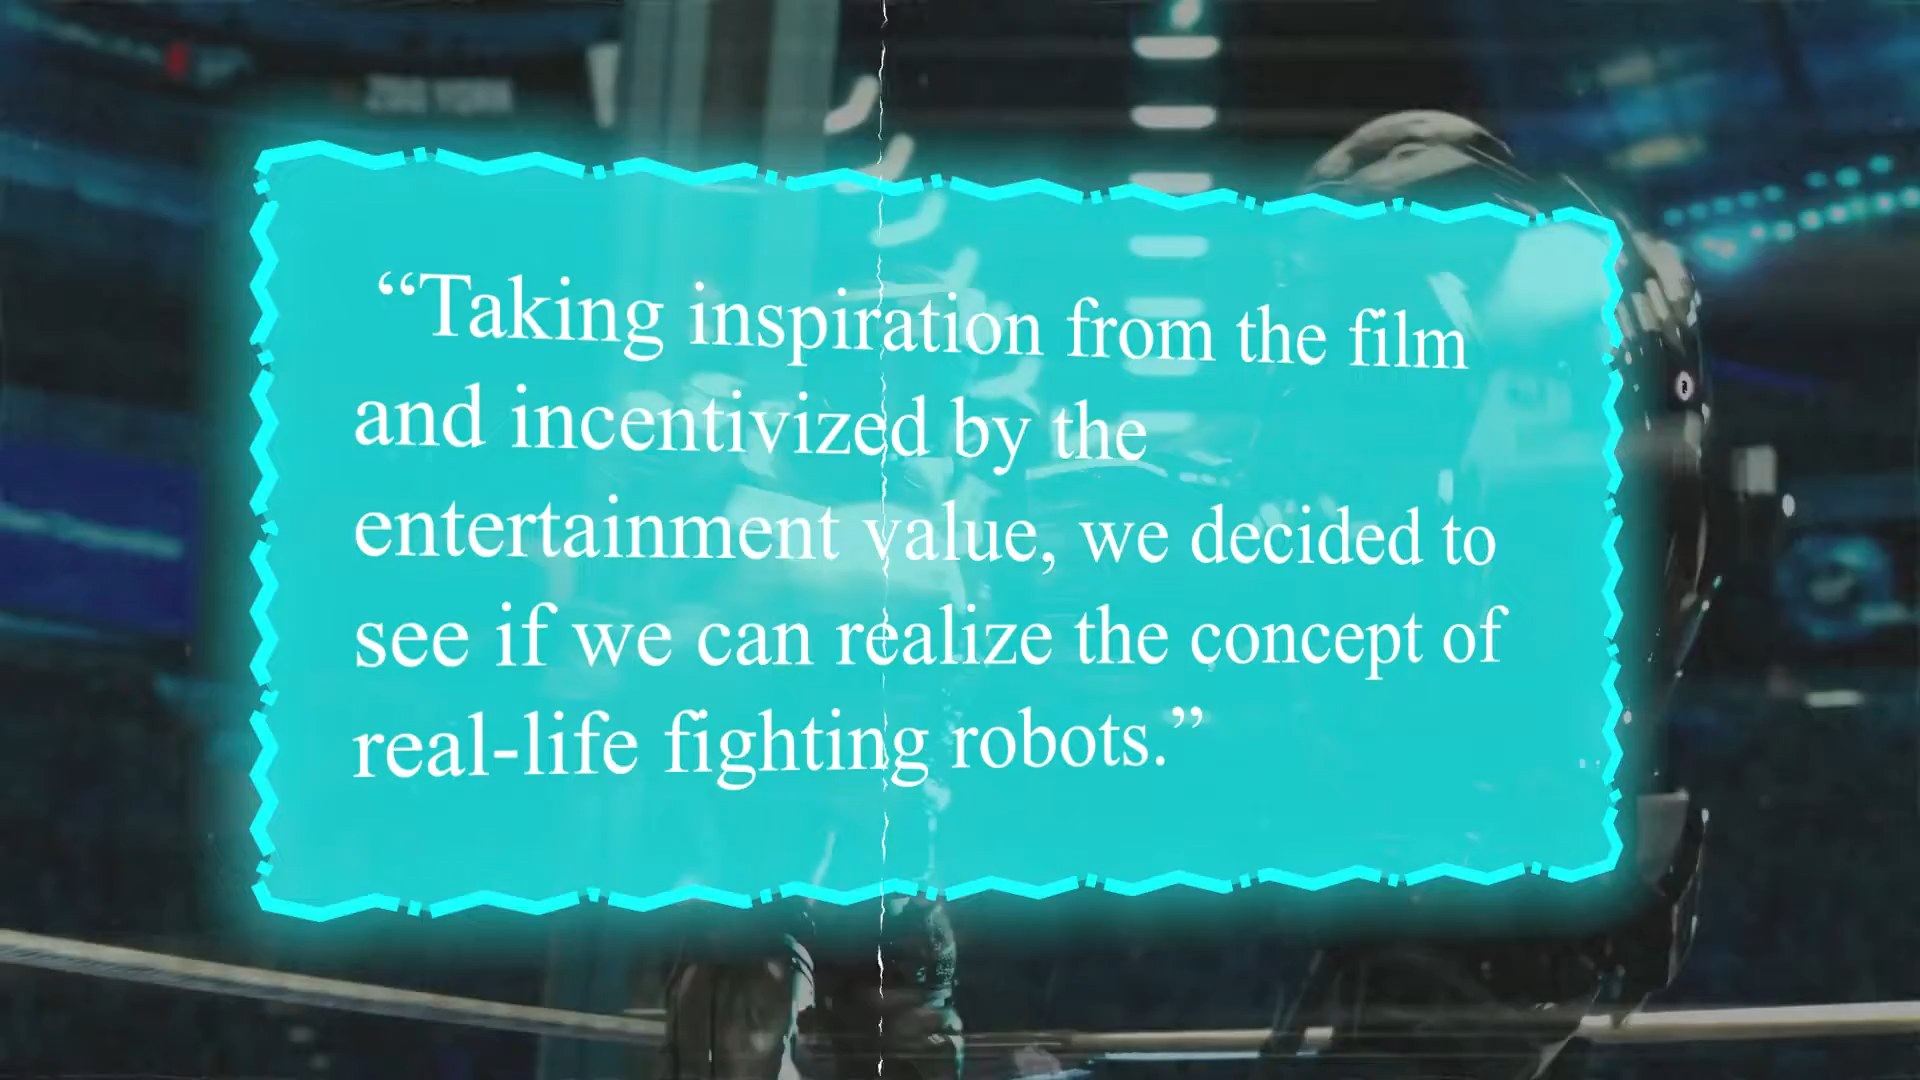 “Taking inspiration from the film
and incentivized by the
entertainment value, we decided to
see if we can realize the concept of
real-life fighting robots.”